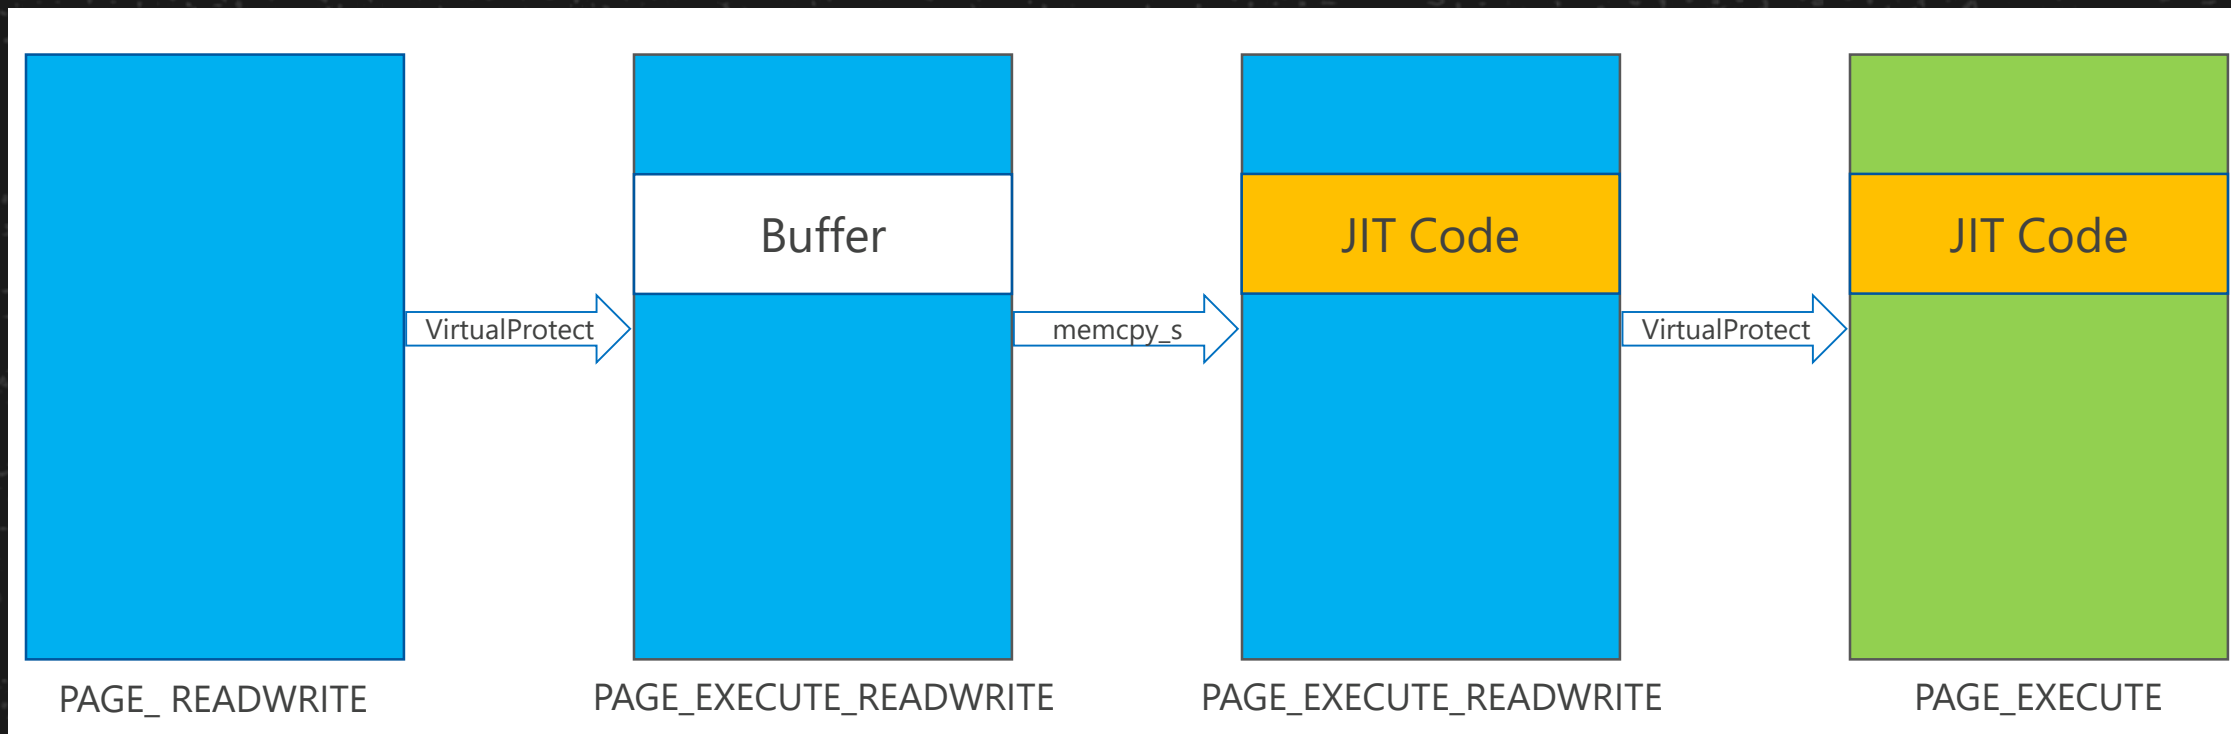 Buffer
JIT Code
JIT Code
VirtualProtect
memcpy_s
VirtualProtect
PAGE_ READWRITE
PAGE_EXECUTE_READWRITE
PAGE_EXECUTE_READWRITE
PAGE_EXECUTE